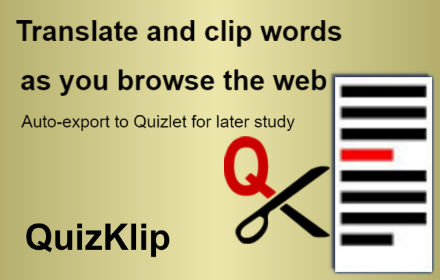 Translate and clip words
as you browse the web
Auto-export to Quizlet for later study
Q
QuizKlip